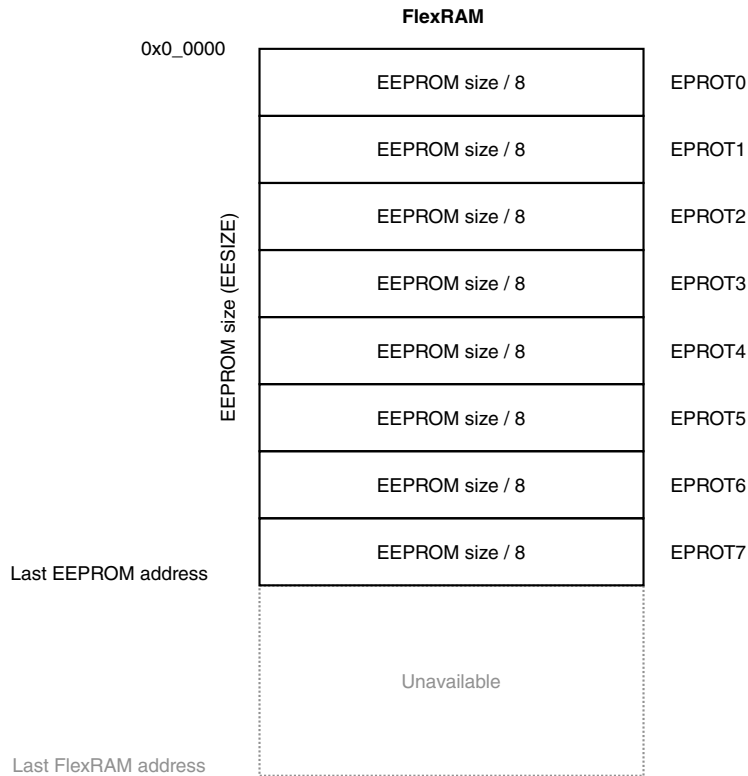 FlexRAM
0x0_0000
EEPROM size / 8 EPROT0
EEPROM size / 8 EPROT1
EEPROM size / 8 EPROT2
EEPROM size / 8 EPROT3
EEPROM size (EESIZE)
EEPROM size / 8 EPROT4
EEPROM size / 8 EPROT5
EEPROM size / 8 EPROT6
EEPROM size / 8 EPROT7
Last EEPROM address
Unavailable
Last FlexRAM address